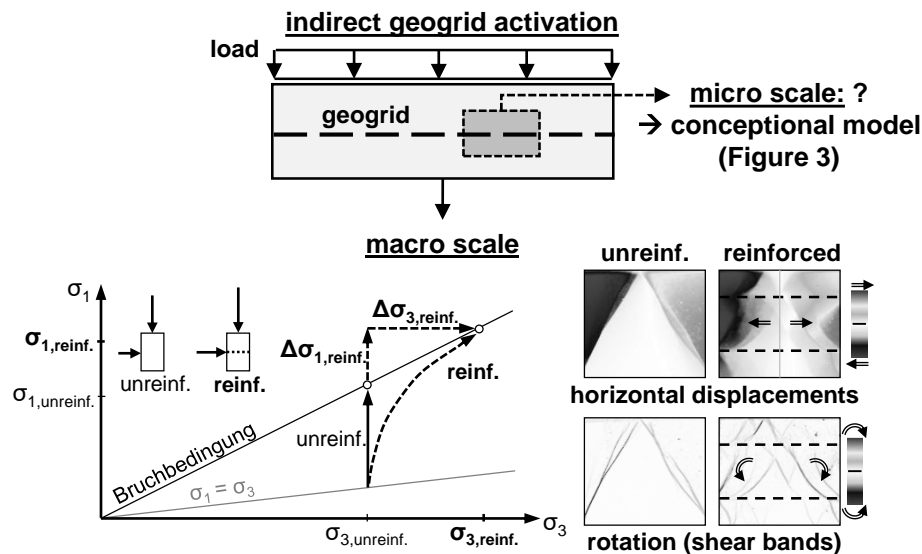 indirect geogrid activation
load
geogrid
micro scale: ?
→ conceptional model
(Figure 3)
macro scale
σ1
σ1,reinf.
σ1,unreinf.
unreinf.
reinf.
Δσ3,reinf.
Δσ1,reinf.
reinf.
unreinf.
Bruchbedingung
σ1 = σ3
σ3,unreinf.
σ3,reinf.
σ3
unreinf.
reinforced
horizontal displacements
rotation (shear bands)